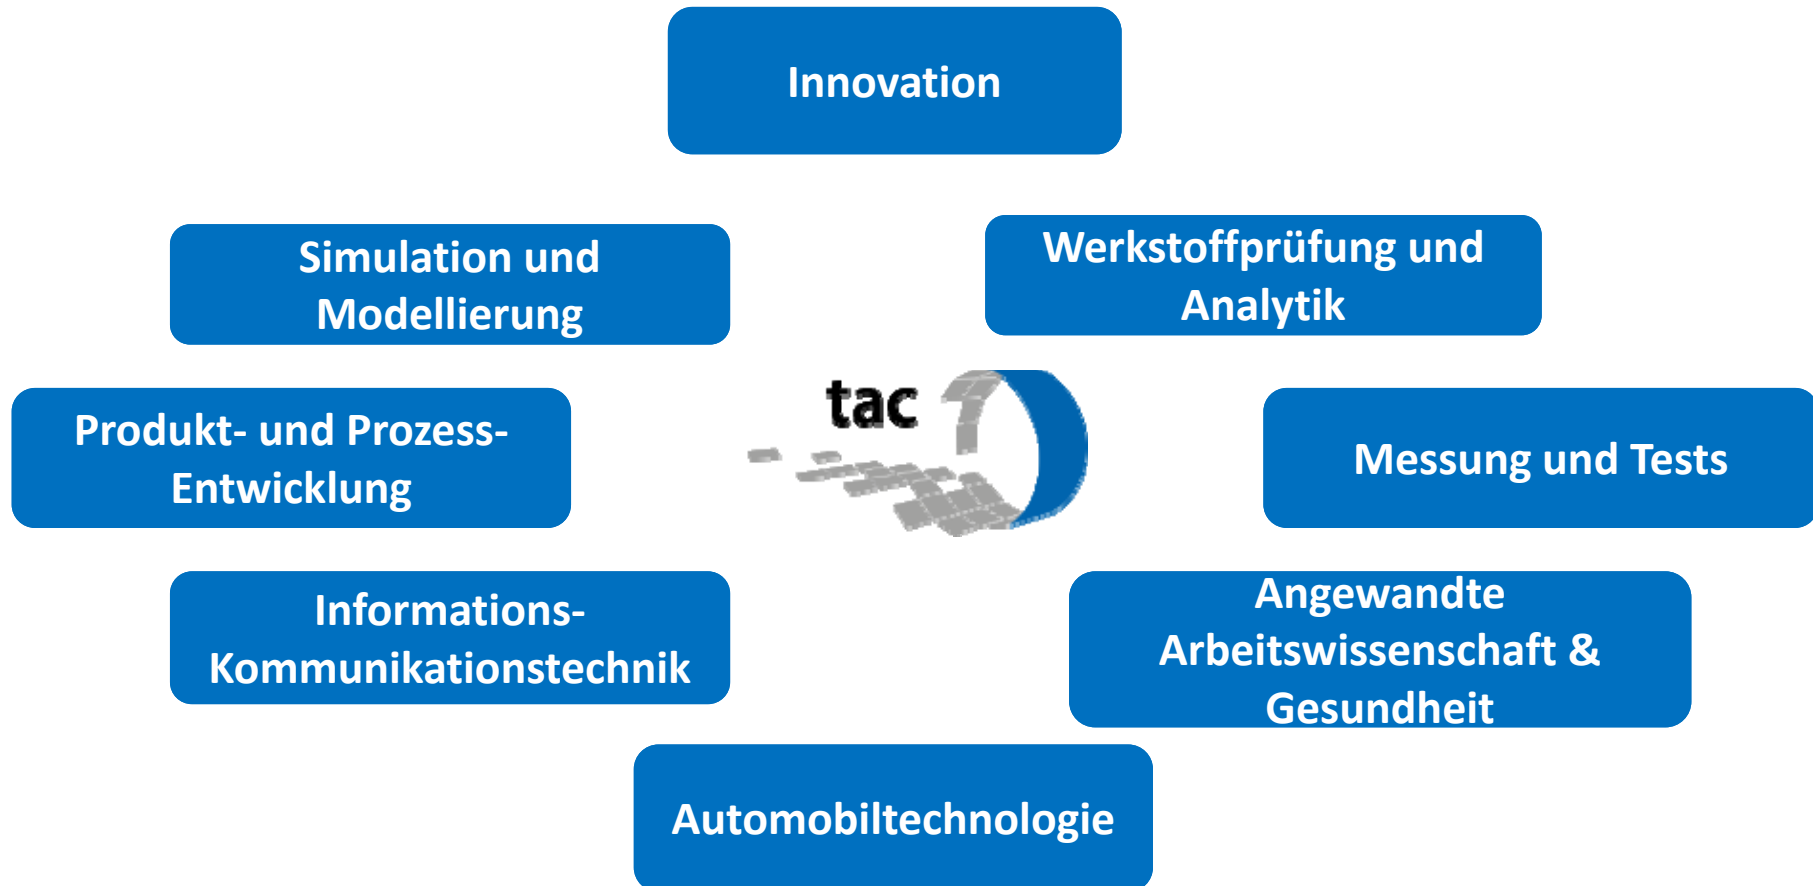 Innovation
Simulation und
Modellierung
Werkstoffprüfung und
Analytik
tac
Produkt- und Prozess-
Entwicklung
Messung und Tests
Informations-
Kommunikationstechnik
Angewandte
Arbeitswissenschaft &
Gesundheit
Automobiltechnologie